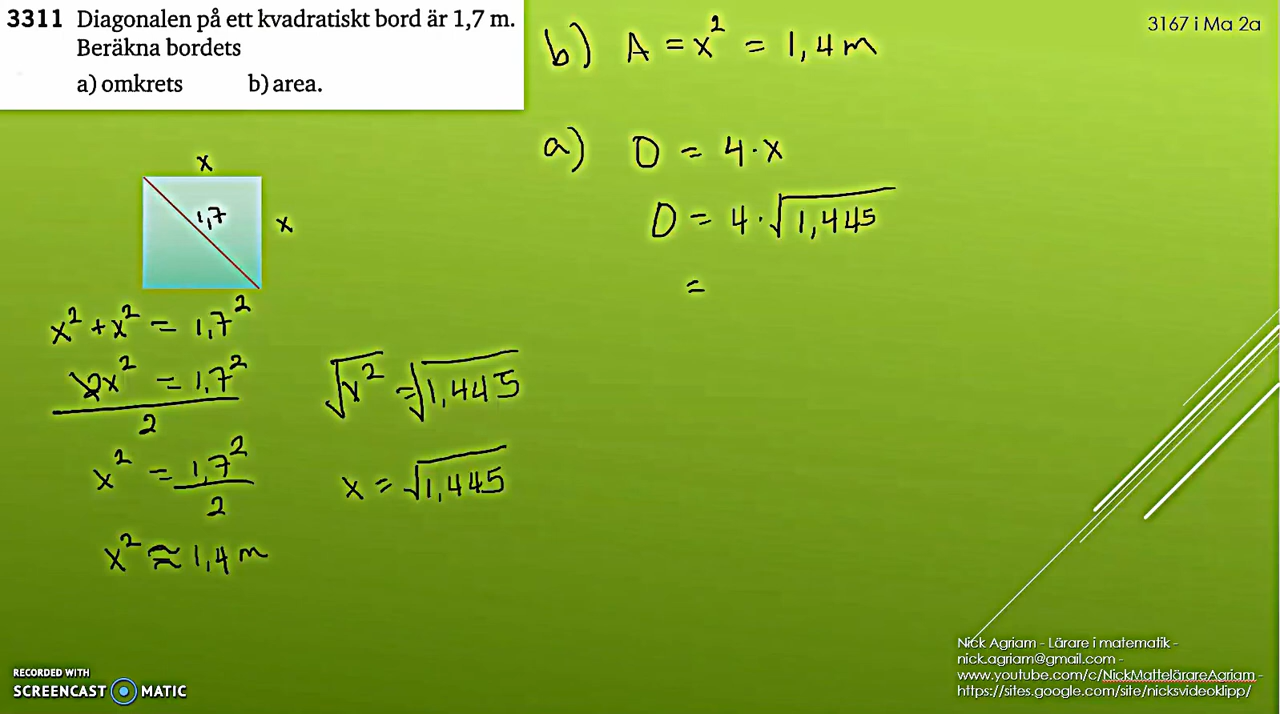 3311 Diagonalen på ett kvadratiskt bord är 1,7 m.
Beräkna bordets
a) omkrets b) area.
3167 i Ma 2a
b) A = x² = 1,4 m
a) O = 4·x
O = 4·√1,445
=
x
1,7
x
x² + x² = 1,7²
2x² = 1,7²
2
x² = 1,7²
2
x² ≈ 1,4 m
√x² = √1,445
x = √1,445
Nick Agriam - Lärare i matematik -
nick.agriam@gmail.com -
www.youtube.com/c/NickMattelärareAgriam -
https://sites.google.com/site/nicksvideoklipp/
RECORDED WITH
SCREENCAST MATIC